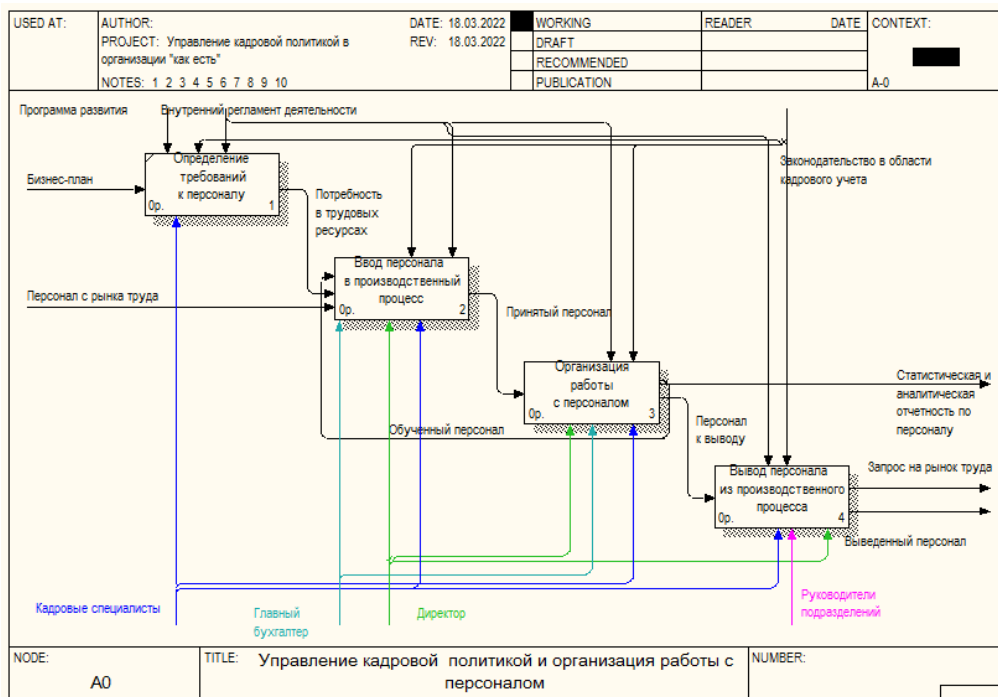 USED AT:
AUTHOR:
DATE: 18.03.2022
PROJECT: Управление кадровой политикой в
организации "как есть"
REV: 18.03.2022
NOTES: 1 2 3 4 5 6 7 8 9 10
WORKING
DRAFT
RECOMMENDED
PUBLICATION
READER
DATE
CONTEXT:
A-0
Программа развития
Внутренний регламент деятельности
Законодательство в области
кадрового учета
Бизнес-план
Определение
требований
к персоналу
0р.
1
Потребность
в трудовых
ресурсах
Персонал с рынка труда
Ввод персонала
в производственный
процесс
0р.
2
Принятый персонал
Организация
работы
с персоналом
0р.
3
Статистическая и
аналитическая
отчетность по
персоналу
Обученный персонал
Персонал
к выводу
Вывод персонала
из производственного
процесса
0р.
4
Запрос на рынок труда
Выведенный персонал
Кадровые специалисты
Главный
бухгалтер
Директор
Руководители
подразделений
NODE:
A0
TITLE:
Управление кадровой политикой и организация работы с
персоналом
NUMBER: